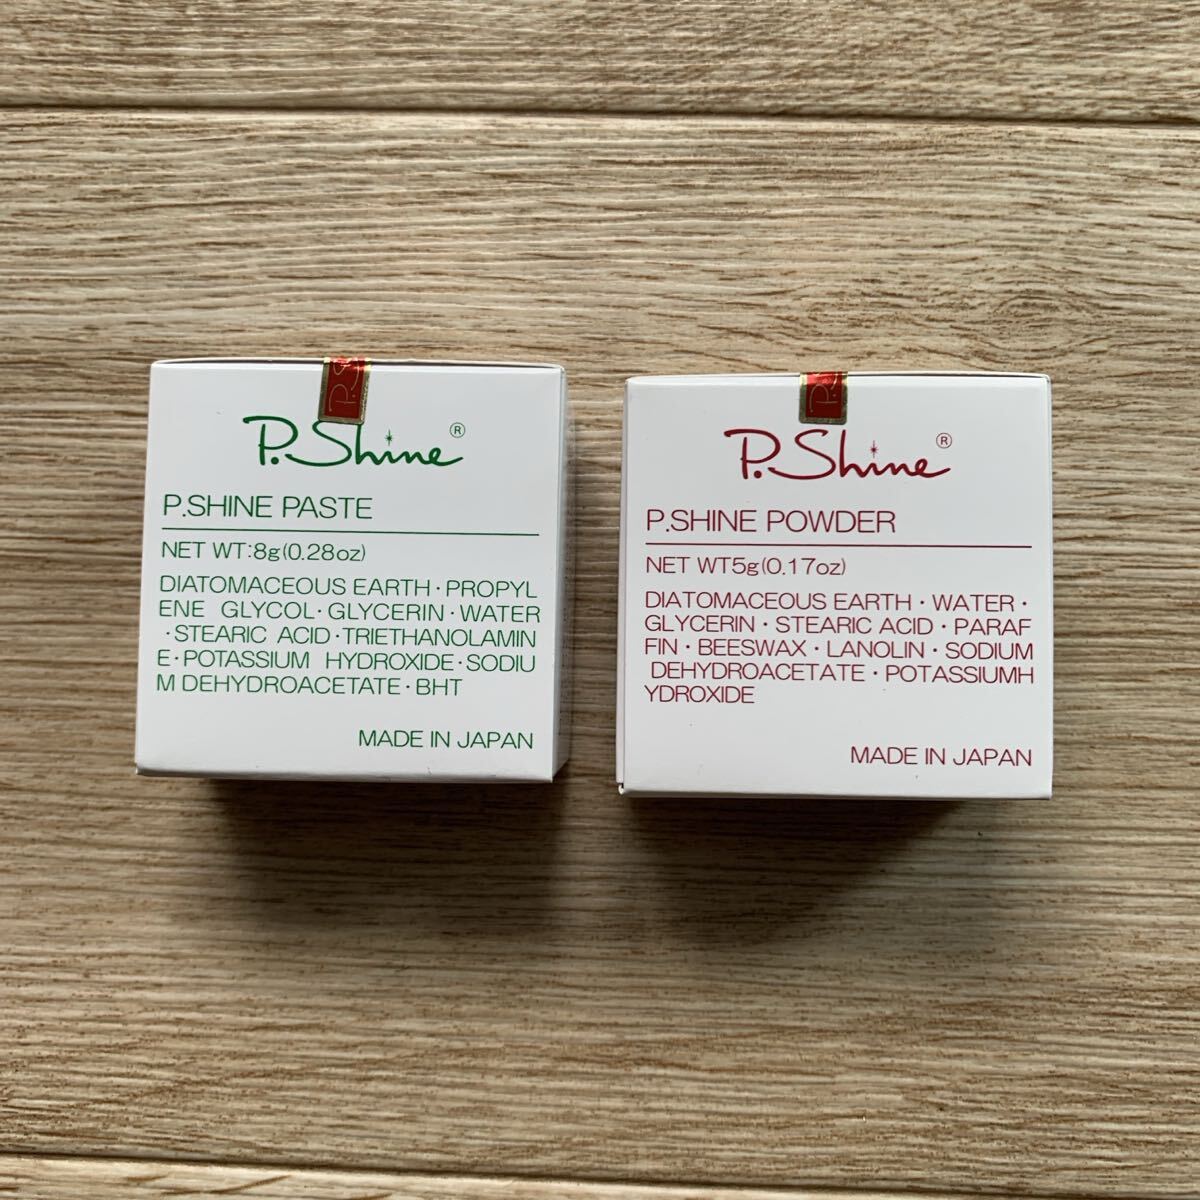 P.S
P.Shine®
P.SHINE PASTE
NET WT:8g(0.28oz)
DIATOMACEOUS EARTH・PROPYL
ENE GLYCOL・GLYCERIN・WATER
・STEARIC ACID・TRIETHANOLAMIN
E・POTASSIUM HYDROXIDE・SODIU
M DEHYDROACETATE・BHT
MADE IN JAPAN
P.S
P.Shine®
P.SHINE POWDER
NET WT5g(0.17oz)
DIATOMACEOUS EARTH・WATER・
GLYCERIN・STEARIC ACID・PARAF
FIN・BEESWAX・LANOLIN・SODIUM
DEHYDROACETATE・POTASSIUMH
YDROXIDE
MADE IN JAPAN